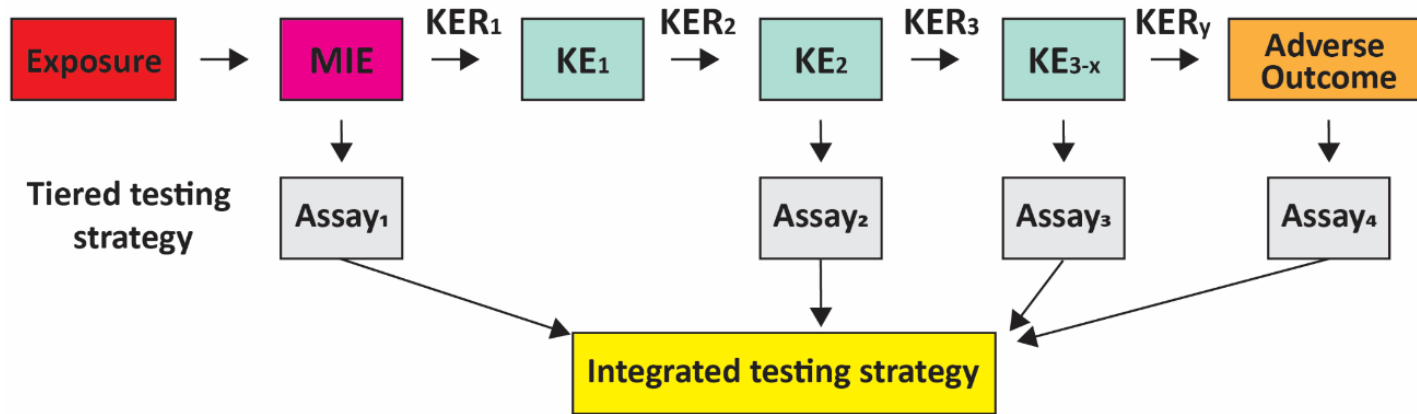 KER₁ KER₂ KER₃ KERᵧ
Exposure MIE KE₁ KE₂ KE₃₋ₓ Adverse
Outcome
Tiered testing
strategy
Assay₁ Assay₂ Assay₃ Assay₄
Integrated testing strategy